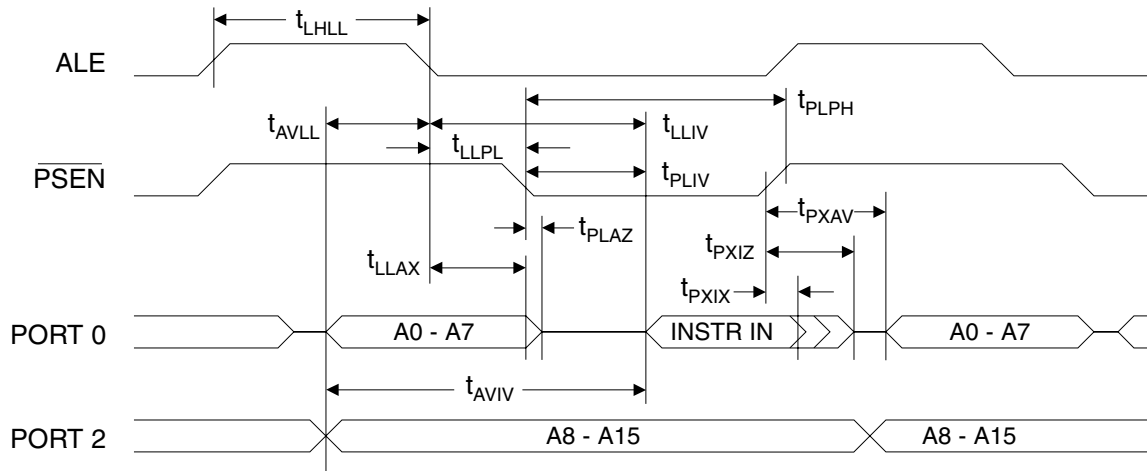 tLHLL
ALE
tPLPH
tAVLL
tLLIV
tLLPL
PSEN
tPLIV
tPXAV
tPLAZ
tPXIZ
tLLAX
tPXIX
PORT 0
A0 - A7
INSTR IN
A0 - A7
tAVIV
PORT 2
A8 - A15
A8 - A15